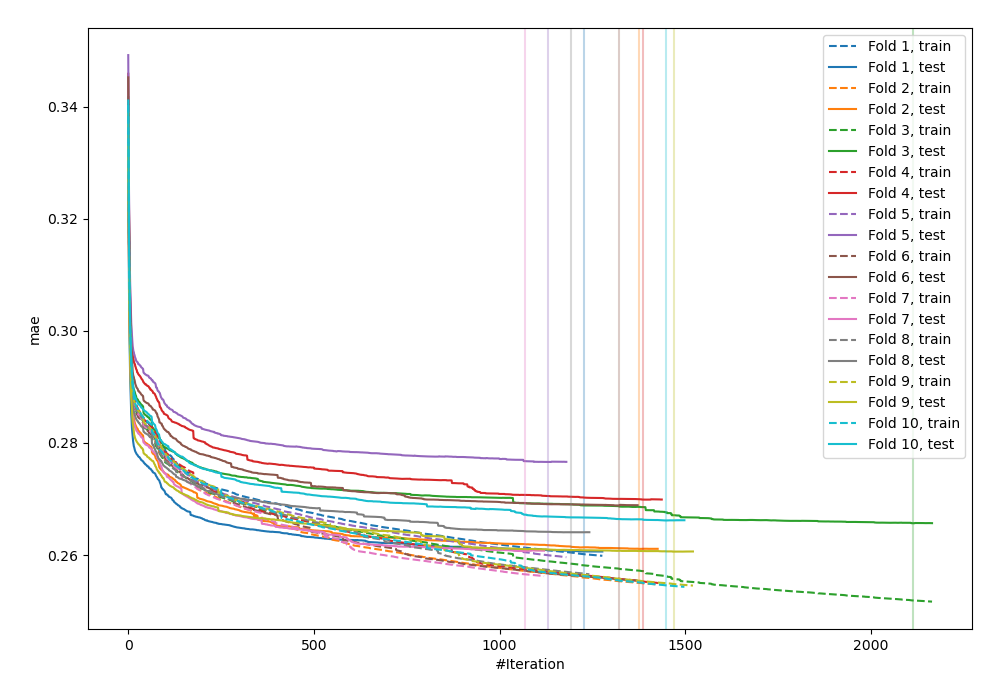 0.34
0.32
0.30
0.28
0.26
mae
0
500
1000
1500
2000
#Iteration
Fold 1, train
Fold 1, test
Fold 2, train
Fold 2, test
Fold 3, train
Fold 3, test
Fold 4, train
Fold 4, test
Fold 5, train
Fold 5, test
Fold 6, train
Fold 6, test
Fold 7, train
Fold 7, test
Fold 8, train
Fold 8, test
Fold 9, train
Fold 9, test
Fold 10, train
Fold 10, test